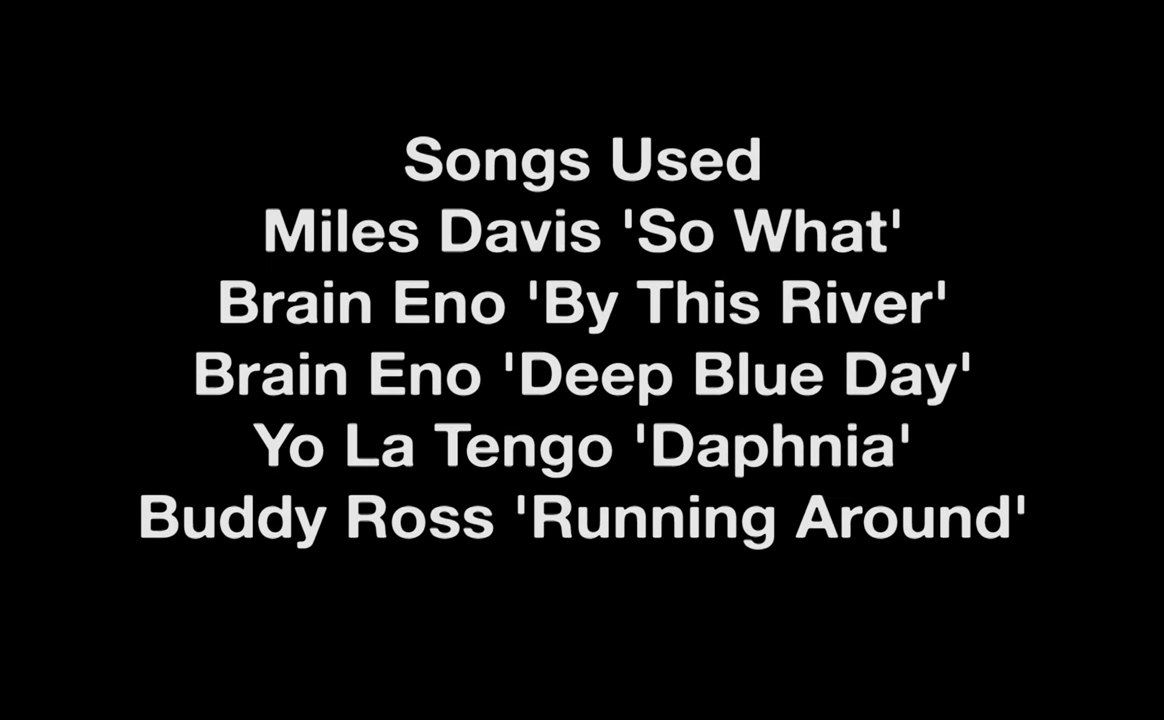 Songs Used
Miles Davis 'So What'
Brain Eno 'By This River'
Brain Eno 'Deep Blue Day'
Yo La Tengo 'Daphnia'
Buddy Ross 'Running Around'